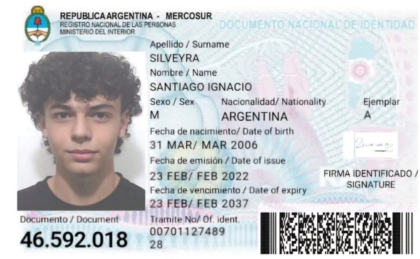 REPUBLICA ARGENTINA - MERCOSUR
REGISTRO NACIONAL DE LAS PERSONAS
MINISTERIO DEL INTERIOR
DOCUMENTO NACIONAL DE IDENTIDAD
Apellido / Surname
SILVEYRA
Nombre / Name
SANTIAGO IGNACIO
Sexo / Sex Nacionalidad/ Nationality Ejemplar
M ARGENTINA A
Fecha de nacimiento/ Date of birth
31 MAR/ MAR 2006
Fecha de emisión / Date of issue
23 FEB/ FEB 2022
Fecha de vencimiento / Date of expiry
23 FEB/ FEB 2037
FIRMA IDENTIFICADO /
SIGNATURE
Documento / Document
46.592.018
Tramite No/ Of. ident.
00701127489
28